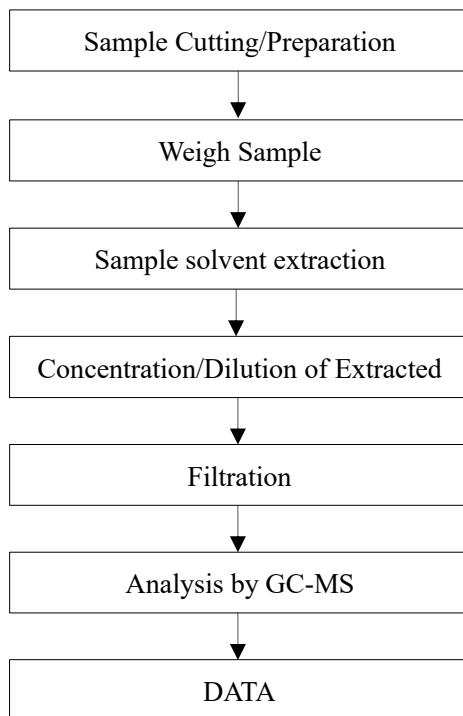 Sample Cutting/Preparation
Weigh Sample
Sample solvent extraction
Concentration/Dilution of Extracted
Filtration
Analysis by GC-MS
DATA